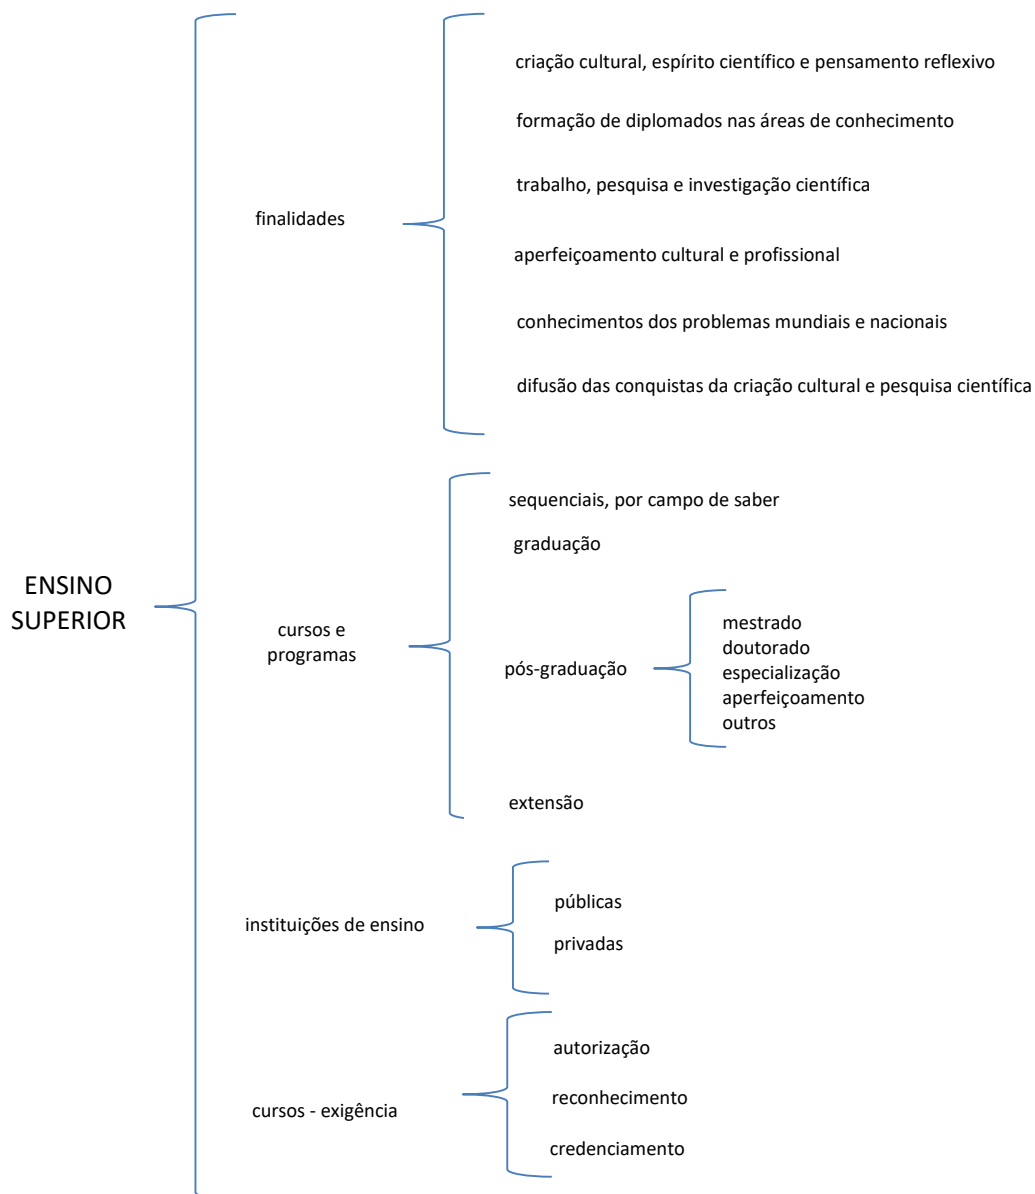 ENSINO
SUPERIOR
finalidades
criação cultural, espírito científico e pensamento reflexivo
formação de diplomados nas áreas de conhecimento
trabalho, pesquisa e investigação científica
aperfeiçoamento cultural e profissional
conhecimentos dos problemas mundiais e nacionais
difusão das conquistas da criação cultural e pesquisa científica
cursos e
programas
sequenciais, por campo de saber
graduação
pós-graduação
mestrado
doutorado
especialização
aperfeiçoamento
outros
extensão
instituições de ensino
públicas
privadas
cursos - exigência
autorização
reconhecimento
credenciamento